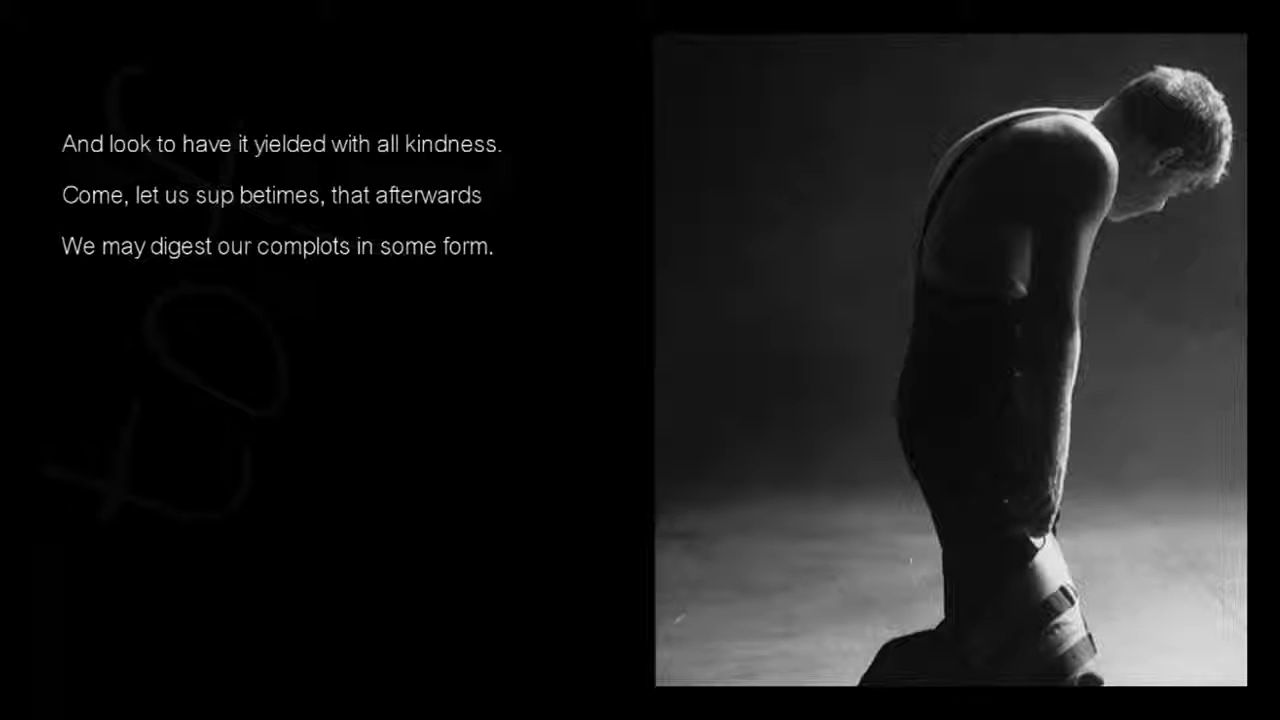 And look to have it yielded with all kindness.
Come, let us sup betimes, that afterwards
We may digest our complots in some form.